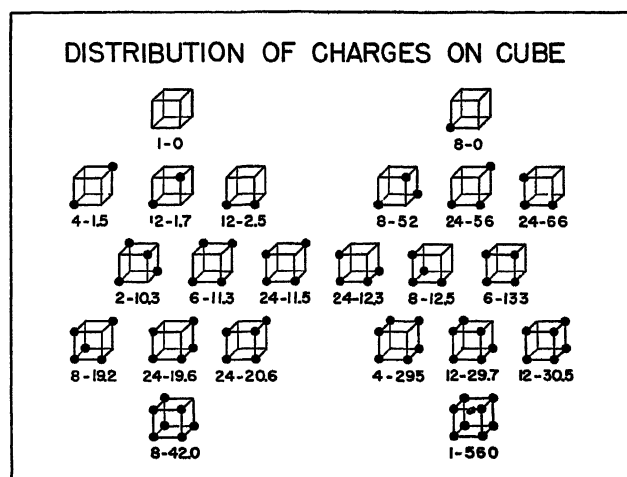 DISTRIBUTION OF CHARGES ON CUBE
1-0 8-0
4-1.5 12-1.7 12-2.5 8-52 24-56 24-66
2-10.3 6-11.3 24-11.5 24-12.3 8-12.5 6-133
8-19.2 24-19.6 24-20.6 4-295 12-29.7 12-30.5
8-42.0 1-560